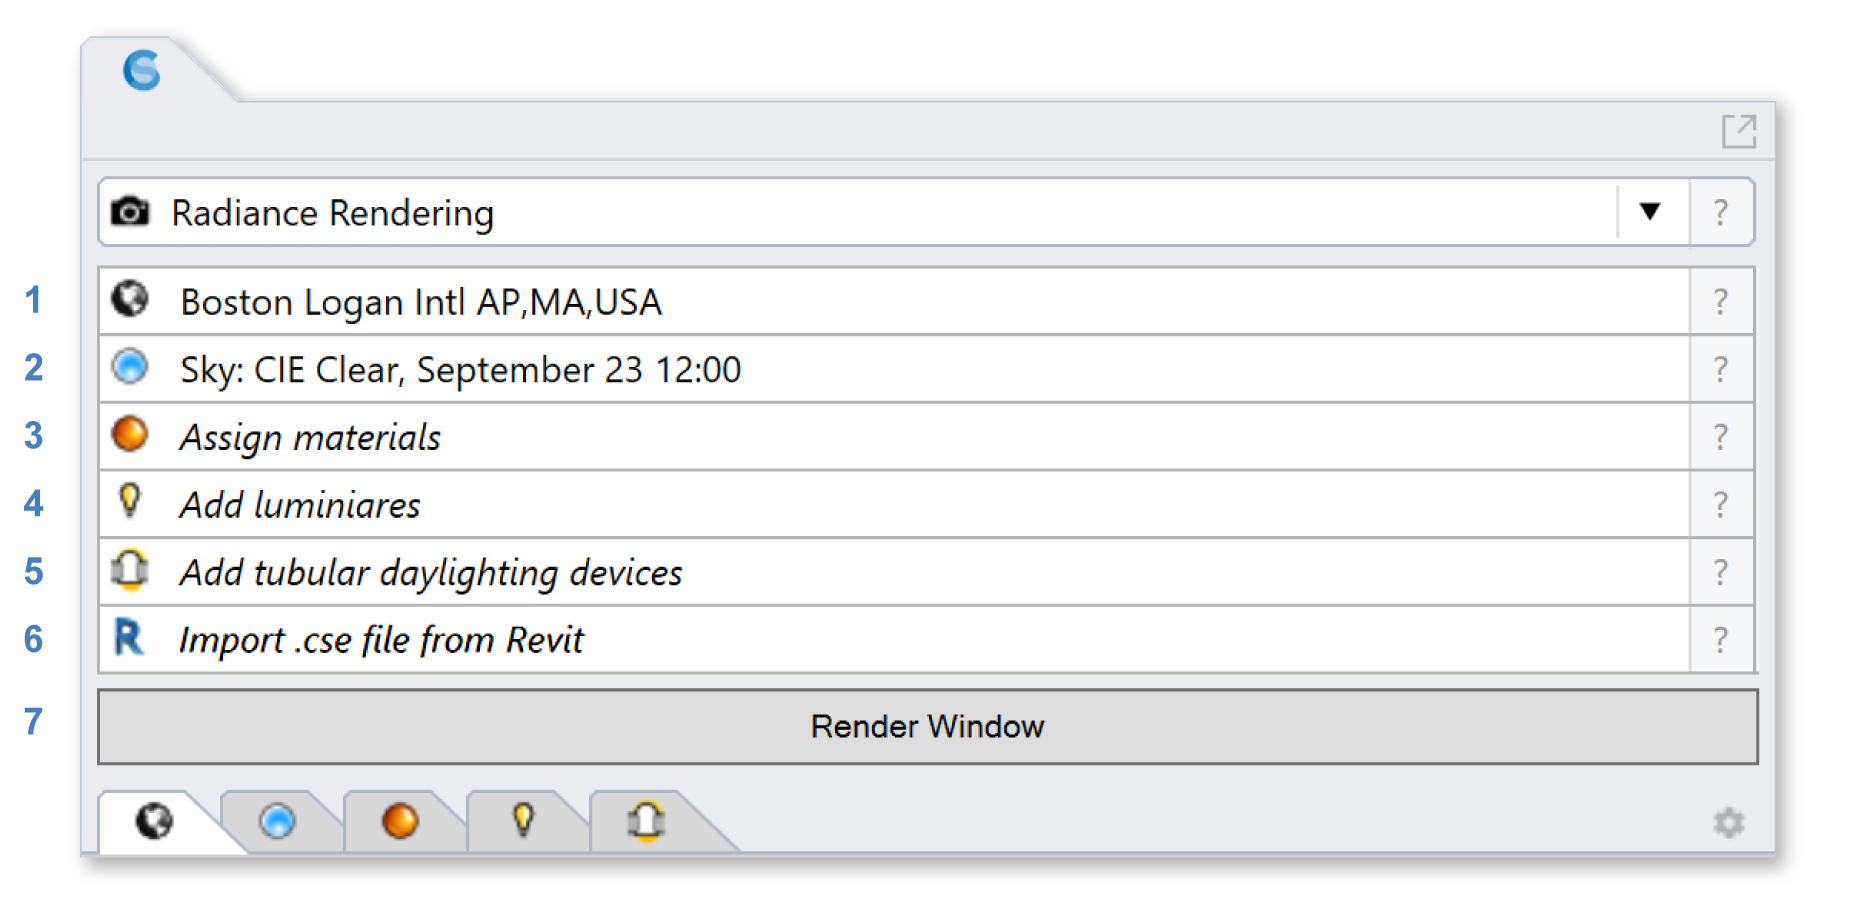 Radiance Rendering ?
1 Boston Logan Intl AP,MA,USA ?
2 Sky: CIE Clear, September 23 12:00 ?
3 Assign materials ?
4 Add luminiares ?
5 Add tubular daylighting devices ?
6 R Import .cse file from Revit ?
7 Render Window